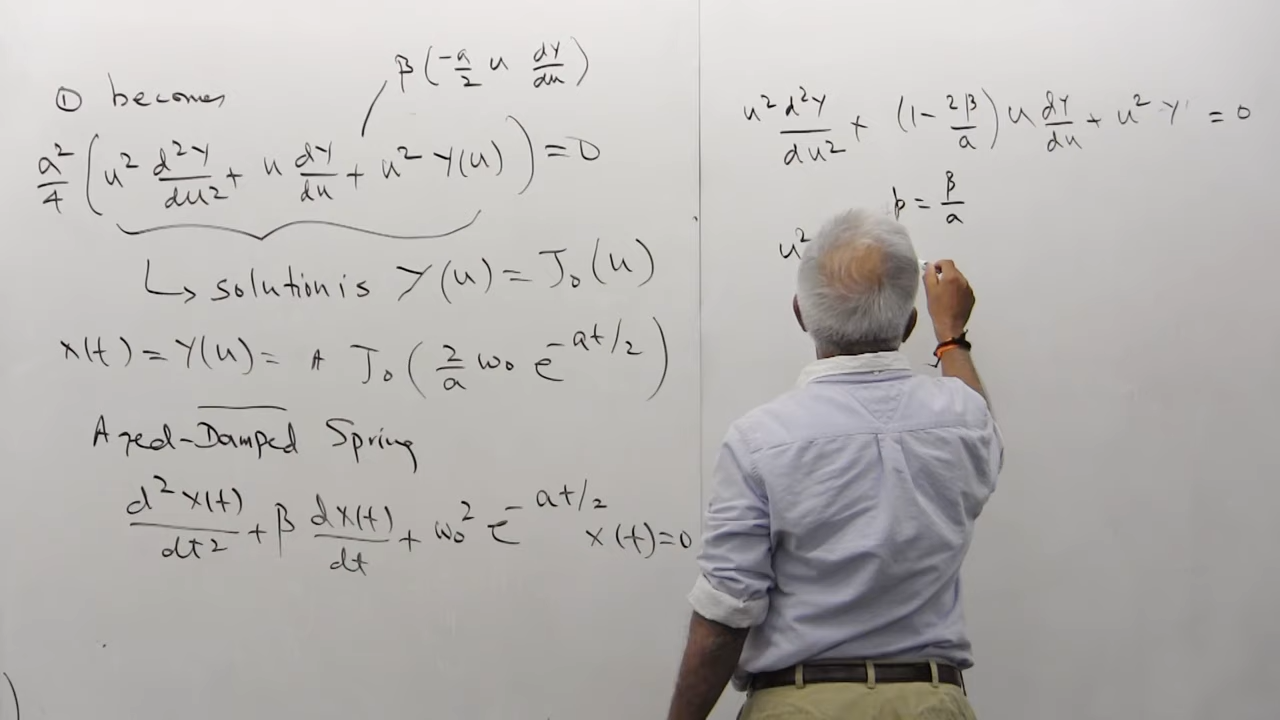 ① becomes
β(-a/2 u dY/du)
a²/4 (u² d²Y/du² + u dY/du + u² Y(u)) = 0
↳ solution is Y(u) = J₀(u)
x(t) = Y(u) = A J₀(2/a ω₀ e^(-at/2))
Aged-Damped Spring
d²x(t)/dt² + β dx(t)/dt + ω₀² e^(-at/2) x(t) = 0
u² d²Y/du² + (1 - 2β/a) u dY/du + u² Y = 0
p = β/a
u²